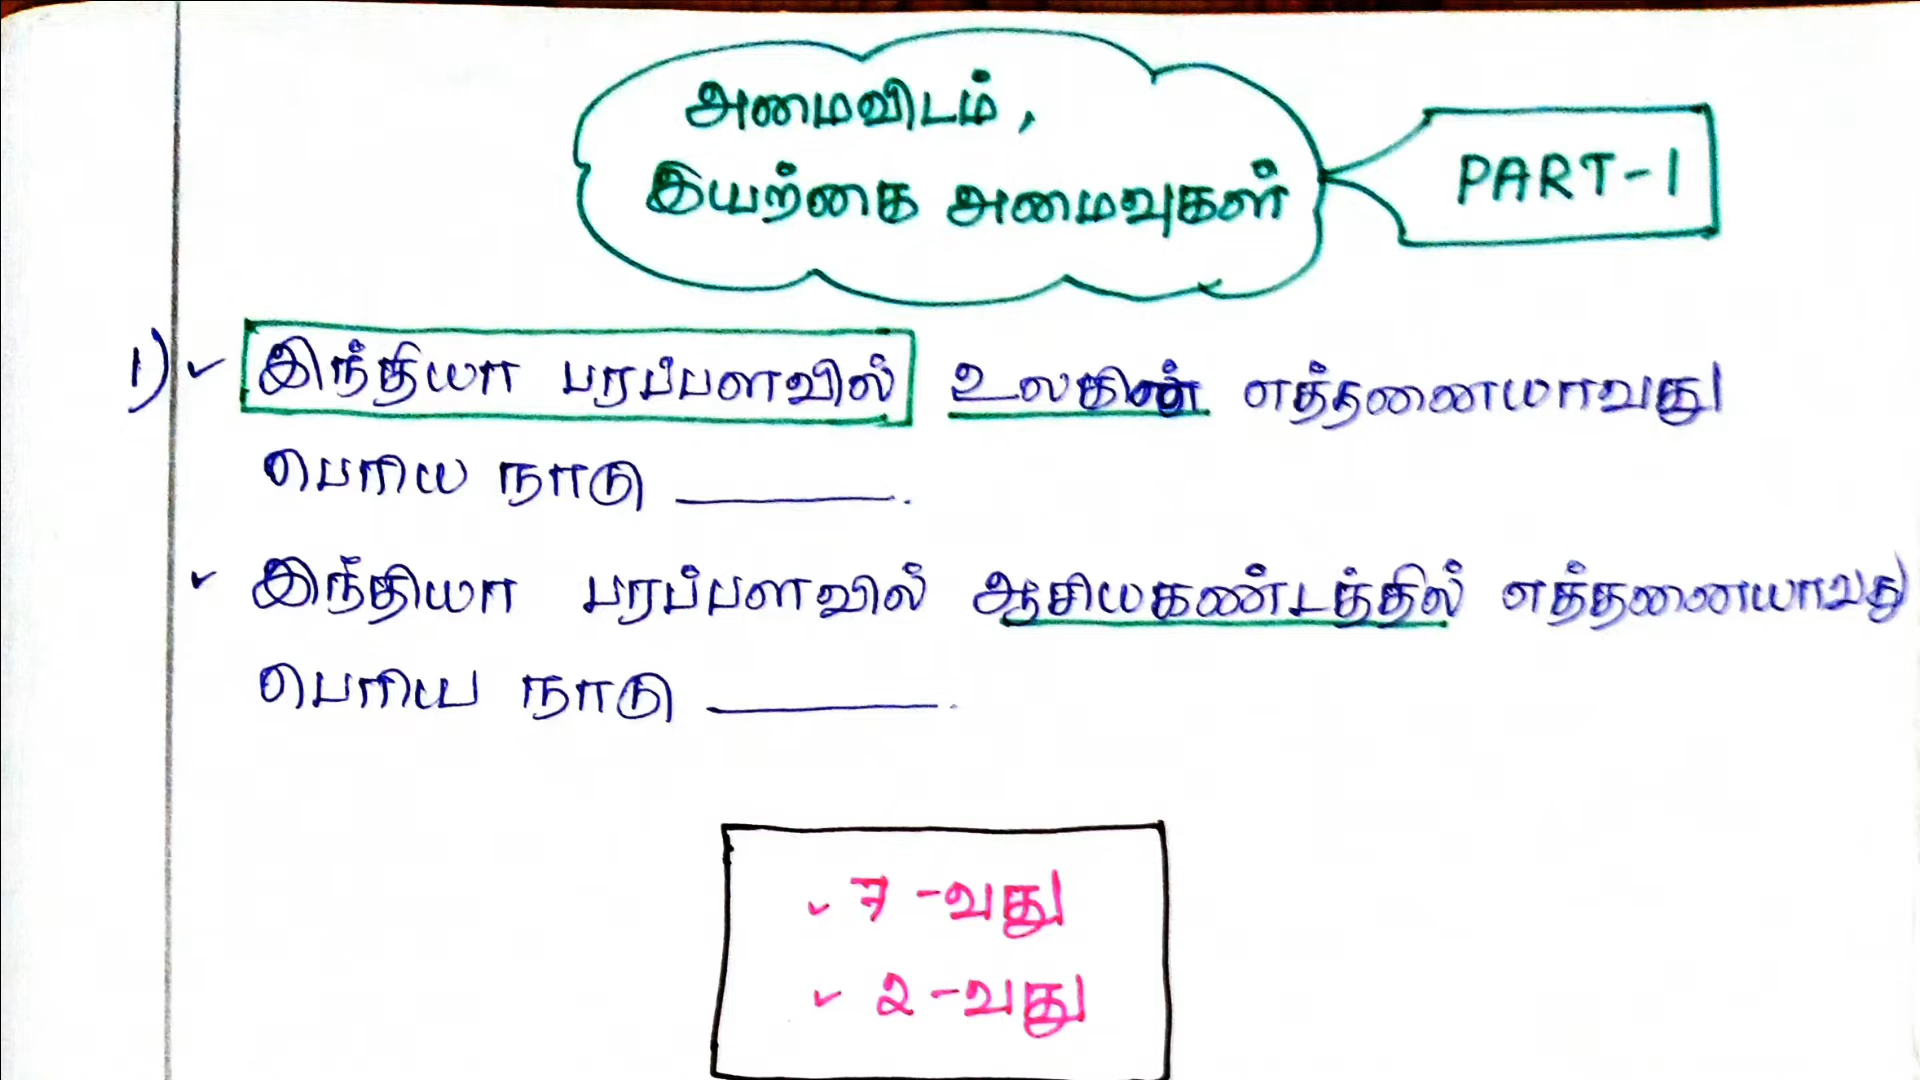 அமைவிடம்,
இயற்கை அமைவுகள்
PART-1
1) இந்தியா பரப்பளவில் உலகின் எத்தனையாவது
பெரிய நாடு ______.
இந்தியா பரப்பளவில் ஆசியகண்டத்தில் எத்தனையாவது
பெரிய நாடு ______.
7-வது
2-வது